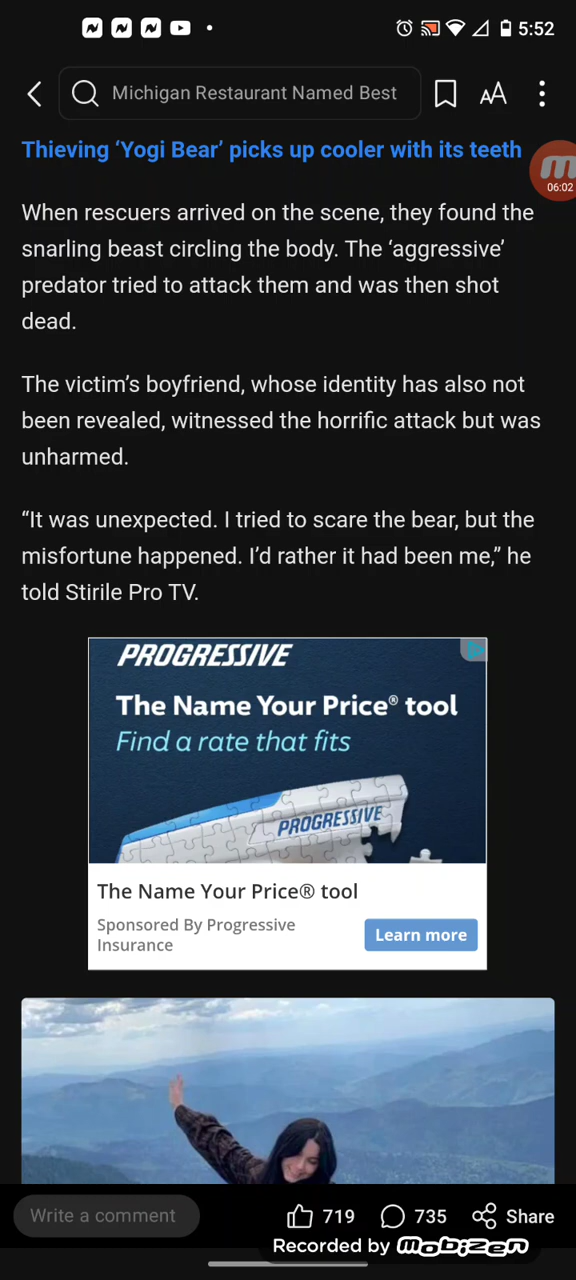 5:52
Michigan Restaurant Named Best
AA
Thieving ‘Yogi Bear’ picks up cooler with its teeth
06:02
When rescuers arrived on the scene, they found the
snarling beast circling the body. The ‘aggressive’
predator tried to attack them and was then shot
dead.
The victim’s boyfriend, whose identity has also not
been revealed, witnessed the horrific attack but was
unharmed.
“It was unexpected. I tried to scare the bear, but the
misfortune happened. I’d rather it had been me,” he
told Stirile Pro TV.
PROGRESSIVE
The Name Your Price® tool
Find a rate that fits
PROGRESSIVE
The Name Your Price® tool
Sponsored By Progressive
Insurance
Learn more
Write a comment
719
735
Share
Recorded by mobizen